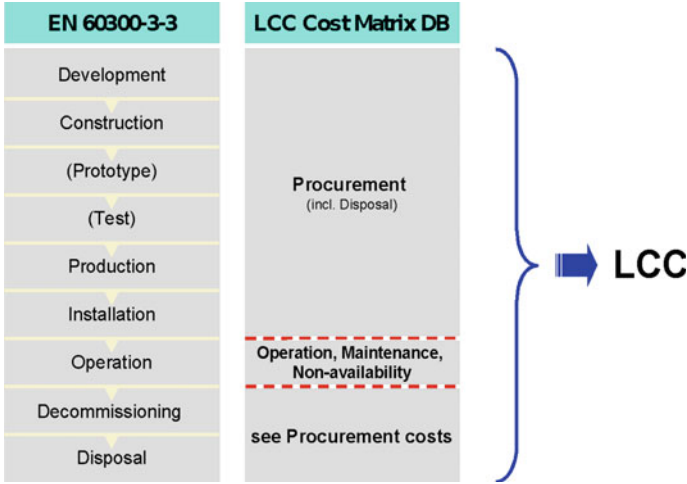 EN 60300-3-3
LCC Cost Matrix DB
Development
Construction
(Prototype)
(Test)
Production
Installation
Operation
Decommissioning
Disposal
Procurement
(incl. Disposal)
Operation, Maintenance,
Non-availability
see Procurement costs
LCC